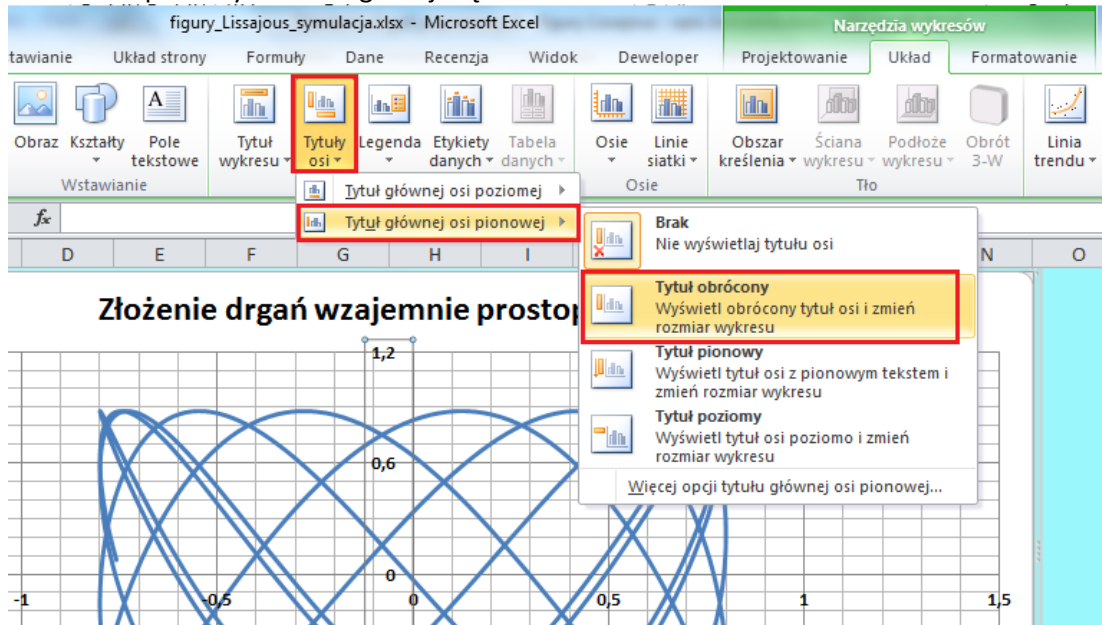 figury_Lissajous_symulacja.xlsx - Microsoft Excel
Narzędzia wykresów
tawianie Układ strony Formuły Dane Recenzja Widok Deweloper Projektowanie Układ Formatowanie
Obraz Kształty Pole tekstowe Tytuł wykresu Tytuły osi Legenda Etykiety danych Tabela danych Osie Linie siatki Obszar kreślenia Ściana wykresu Podłoże wykresu Obrót 3-W Linia trendu
Wstawianie Osie Tło
Tytuł głównej osi poziomej
Tytuł głównej osi pionowej
fx
D E F G H I N O
Brak
Nie wyświetlaj tytułu osi
Tytuł obrócony
Wyświetl obrócony tytuł osi i zmień
rozmiar wykresu
Tytuł pionowy
Wyświetl tytuł osi z pionowym tekstem i
zmień rozmiar wykresu
Tytuł poziomy
Wyświetl tytuł osi poziomo i zmień
rozmiar wykresu
Więcej opcji tytułu głównej osi pionowej...
Złożenie drgań wzajemnie prostop
1,2
0,6
0
-1 -0,5 0 0,5 1 1,5